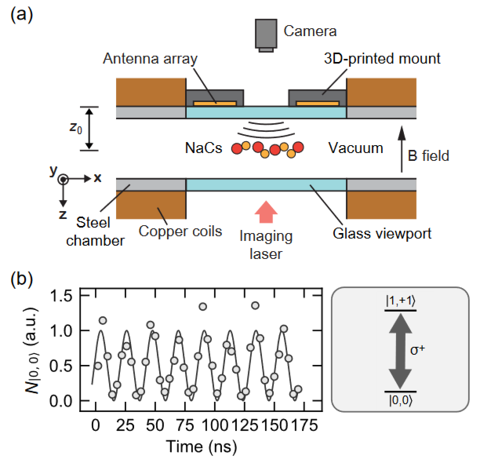 (a)
Camera
Antenna array
3D-printed mount
z0
NaCs
Vacuum
B field
y
x
z
Steel
chamber
Copper coils
Imaging
laser
Glass viewport
(b)
N|0, 0⟩ (a.u.)
1.5
1.0
0.5
0.0
0 25 50 75 100 125 150 175
Time (ns)
|1,+1⟩
σ+
|0,0⟩